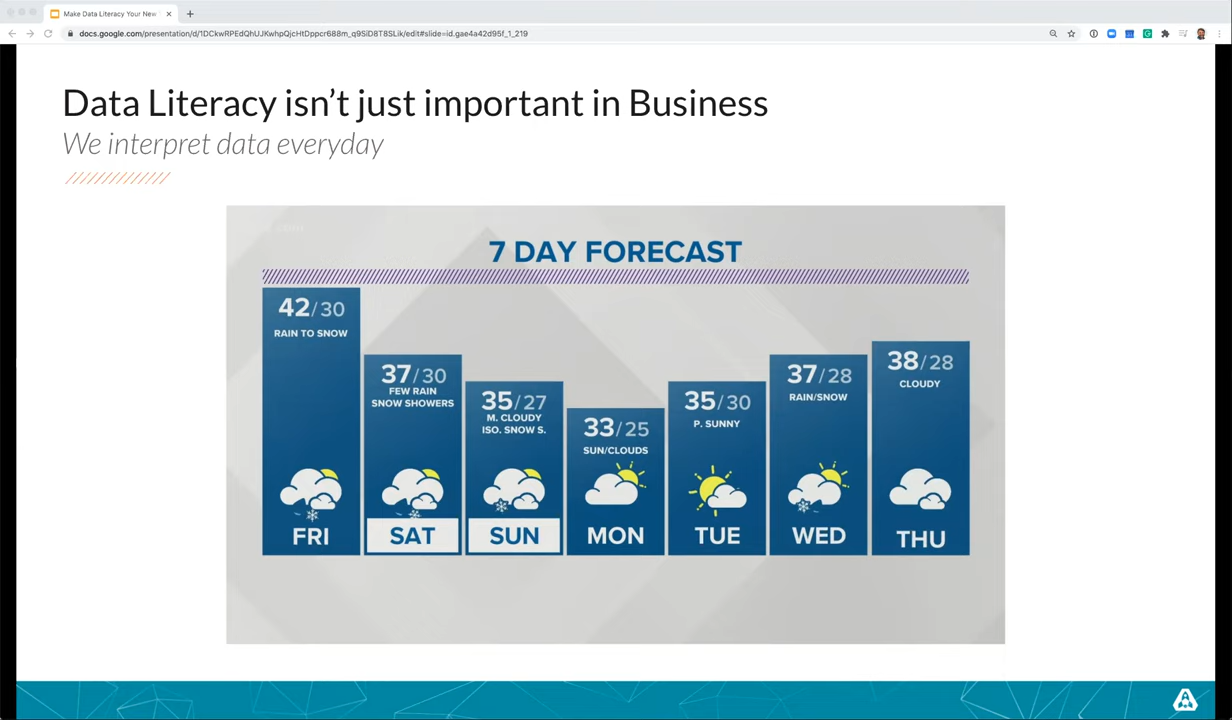 Make Data Literacy Your New
docs.google.com/presentation/d/1DCkwRPEdQhUJKwhpQjcHtDppcr688m_q9SiD8T8SLik/edit#slide=id.gae4a42d95f_1_219
Data Literacy isn't just important in Business
We interpret data everyday
7 DAY FORECAST
42/30
RAIN TO SNOW
FRI
37/30
FEW RAIN
SNOW SHOWERS
SAT
35/27
M. CLOUDY
ISO. SNOW S.
SUN
33/25
SUN/CLOUDS
MON
35/30
P. SUNNY
TUE
37/28
RAIN/SNOW
WED
38/28
CLOUDY
THU